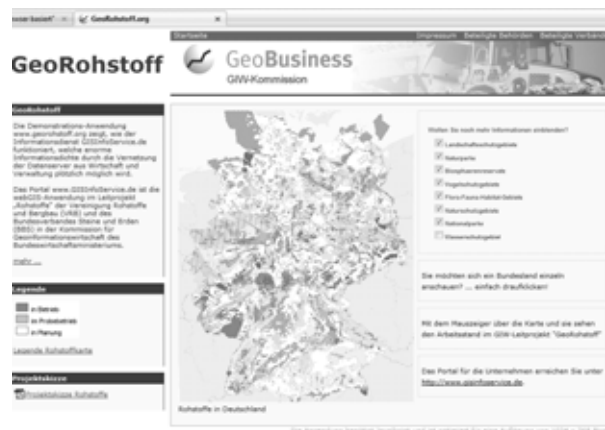 GeoRohstoff.org
Startseite
Impressum Beteiligte Behörden Beteiligte Verbände
GeoRohstoff
GeoBusiness
GIW-Kommission
GeoRohstoff
Die Demonstrations-Anwendung
www.georohstoff.org zeigt, wie der
Informationsdienst GISInfoService.de
funktioniert, welche enorme
Informationsdichte durch die Vernetzung
der Datenserver aus Wirtschaft und
Verwaltung plötzlich möglich wird.
Das Portal www.GISInfoService.de ist die
webGIS-Anwendung im Leitprojekt
„Rohstoffe" der Vereinigung Rohstoffe
und Bergbau (VRB) und des
Bundesverbandes Steine und Erden
(BBS) in der Kommission für
Geoinformationswirtschaft des
Bundeswirtschaftsministeriums.
mehr ...
Legende
in Betrieb
in Probebetrieb
in Planung
Legende Rohstoffkarte
Projektskizze
Projektskizze Rohstoffe
Rohstoffe in Deutschland
Wollen Sie noch mehr Informationen einblenden?
Landschaftsschutzgebiete
Naturparke
Biosphaerenreservate
Vogelschutzgebiete
Flora-Fauna-Habitat-Gebiete
Naturschutzgebiete
Nationalparke
Wasserschutzgebiet
Sie möchten sich ein Bundesland einzeln
anschauen? ... einfach draufklicken!
Mit dem Mauszeiger über die Karte und sie sehen
den Arbeitsstand im GIW-Leitprojekt "GeoRohstoff"
Das Portal für die Unternehmen erreichen Sie unter
http://www.gisinfoservice.de.